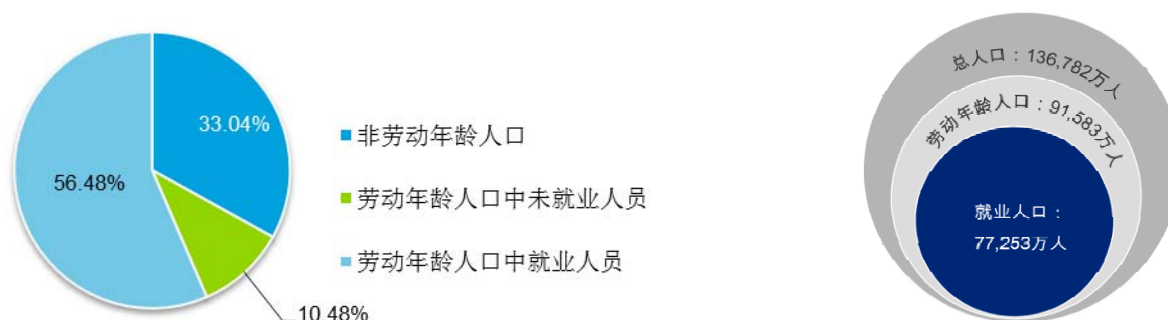 33.04%
56.48%
10.48%
非劳动年龄人口
劳动年龄人口中未就业人员
劳动年龄人口中就业人员
总人口：136,782万人
劳动年龄人口：91,583万人
就业人口：
77,253万人